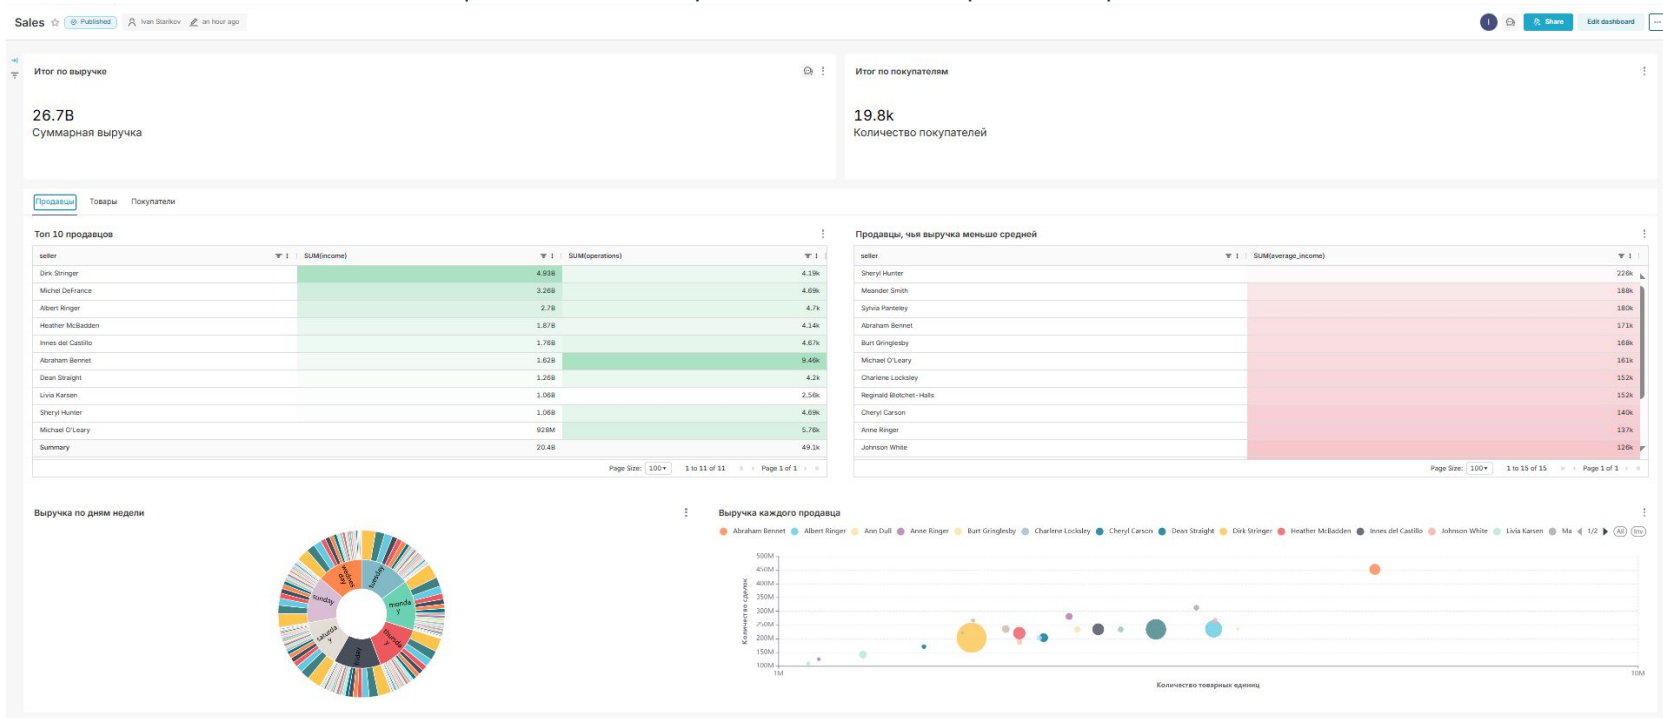 Sales Published Ivan Starikov an hour ago I Share Edit dashboard ...
Итог по выручке
26.7B
Суммарная выручка
Итог по покупателям
19.8k
Количество покупателей
Продавцы Товары Покупатели
Топ 10 продавцов
seller SUM(income) SUM(operations)
Dirk Stringer 4.93B 4.19k
Michel DeFrance 3.26B 4.69k
Albert Ringer 2.7B 4.7k
Heather McBadden 1.87B 4.14k
Innes del Castillo 1.76B 4.67k
Abraham Bennet 1.62B 9.46k
Dean Straight 1.26B 4.2k
Livia Karsen 1.06B 2.56k
Sheryl Hunter 1.06B 4.69k
Michael O'Leary 928M 5.78k
Summary 20.4B 49.1k
Page Size: 100 1 to 11 of 11 Page 1 of 1
Продавцы, чья выручка меньше средней
seller SUM(average_income)
Sheryl Hunter 226k
Meander Smith 188k
Sylvia Panteley 180k
Abraham Bennet 171k
Burt Gringlesby 168k
Michael O'Leary 161k
Charlene Locksley 152k
Reginald Blotchet-Halls 152k
Cheryl Carson 140k
Anne Ringer 137k
Johnson White 126k
Page Size: 100 1 to 15 of 15 Page 1 of 1
Выручка по дням недели
wednes
day
tuesday
sunday
monda
y
saturda
y
thursda
y
friday
Выручка каждого продавца
Abraham Bennet Albert Ringer Ann Dull Anne Ringer Burt Gringlesby Charlene Locksley Cheryl Carson Dean Straight Dirk Stringer Heather McBadden Innes del Castillo Johnson White Livia Karsen Ma 1/2 All Inv
500M
450M
400M
350M
300M
250M
200M
150M
100M
Количество сделок
1M 10M
Количество товарных единиц